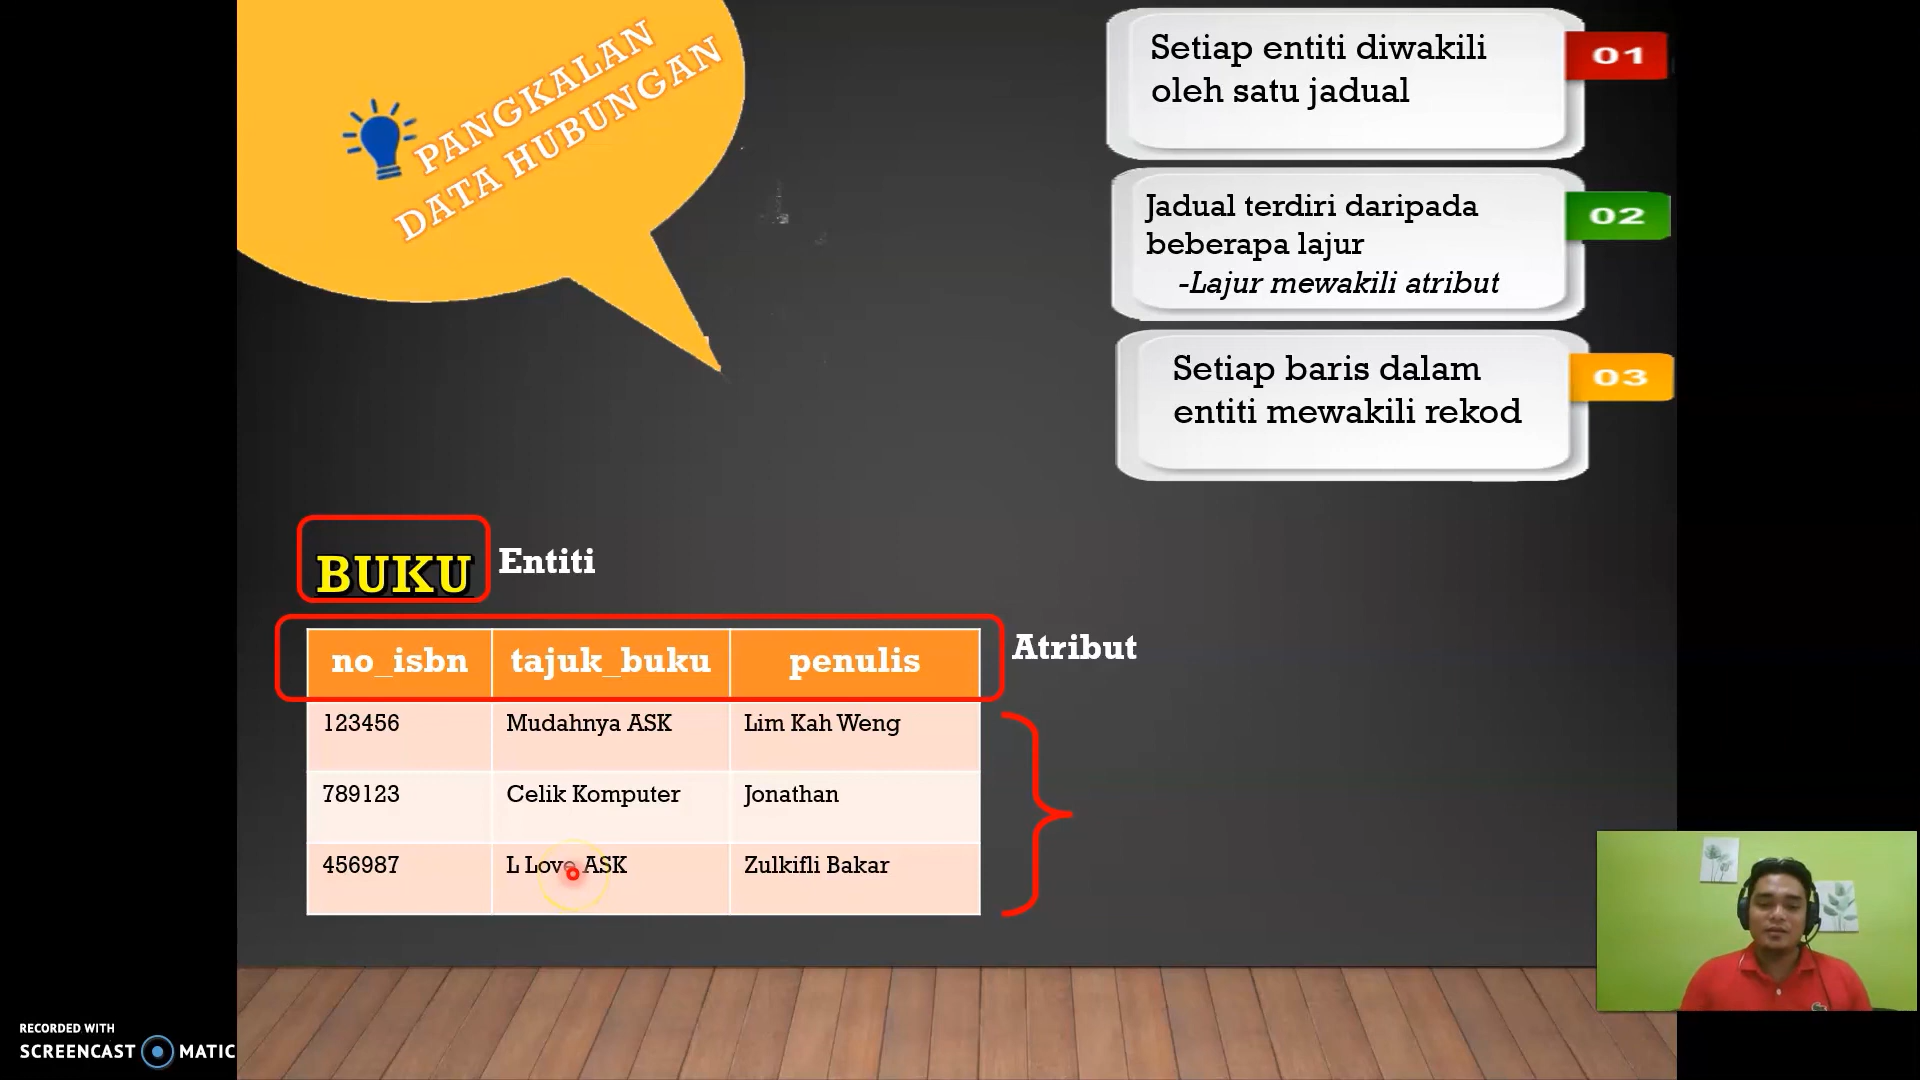 PANGKALAN
DATA HUBUNGAN
Setiap entiti diwakili
oleh satu jadual
01
Jadual terdiri daripada
beberapa lajur
-Lajur mewakili atribut
02
Setiap baris dalam
entiti mewakili rekod
03
BUKU
Entiti
no_isbn tajuk_buku penulis
Atribut
123456 Mudahnya ASK Lim Kah Weng
789123 Celik Komputer Jonathan
456987 L Love ASK Zulkifli Bakar
RECORDED WITH
SCREENCAST MATIC